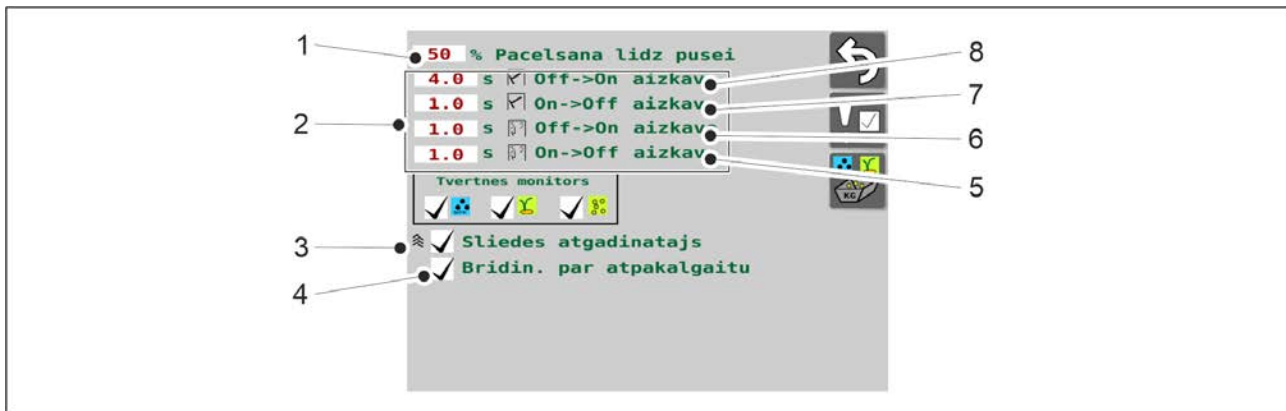 1
50 % Pacelsana lidz pusei
8
4.0 s Off->On aizkav
7
1.0 s On->Off aizkav
2
1.0 s Off->On aizkava
6
1.0 s On->Off aizkav
5
Tvertnes monitors
KG
3
Sliedes atgadinatajs
4
Bridin. par atpakalgaitu